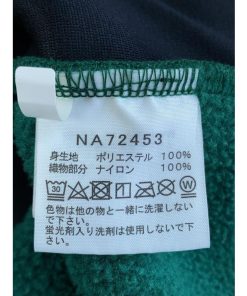 NA72453
身生地 ポリエステル 100%
織物部分 ナイロン 100%
30 W
色物は他の物と一緒に洗濯しない
で下さい。
蛍光剤入り洗剤は使用しないで下
さい。